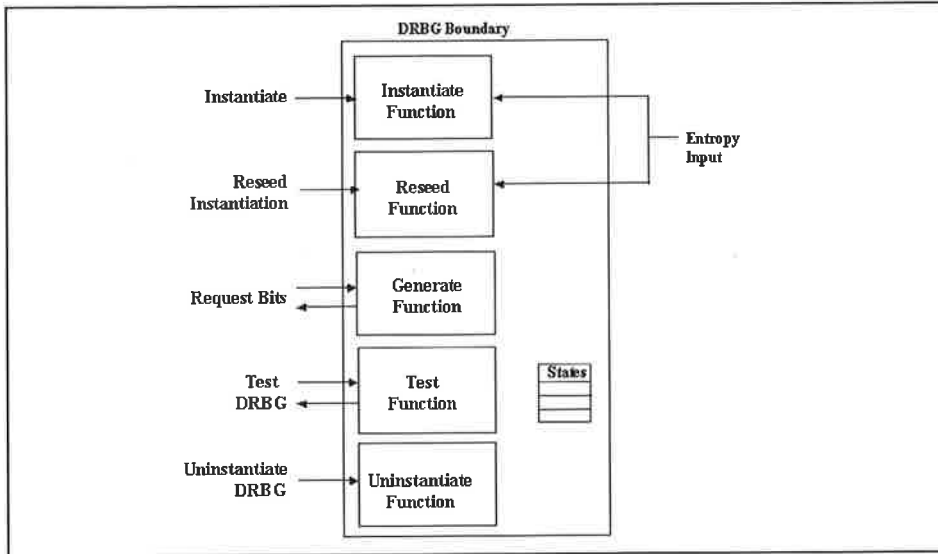 DRBG Boundary
Instantiate
Instantiate
Function
Entropy
Input
Reseed
Instantiation
Reseed
Function
Request Bits
Generate
Function
States
Test
DRBG
Test
Function
Uninstantiate
DRBG
Uninstantiate
Function